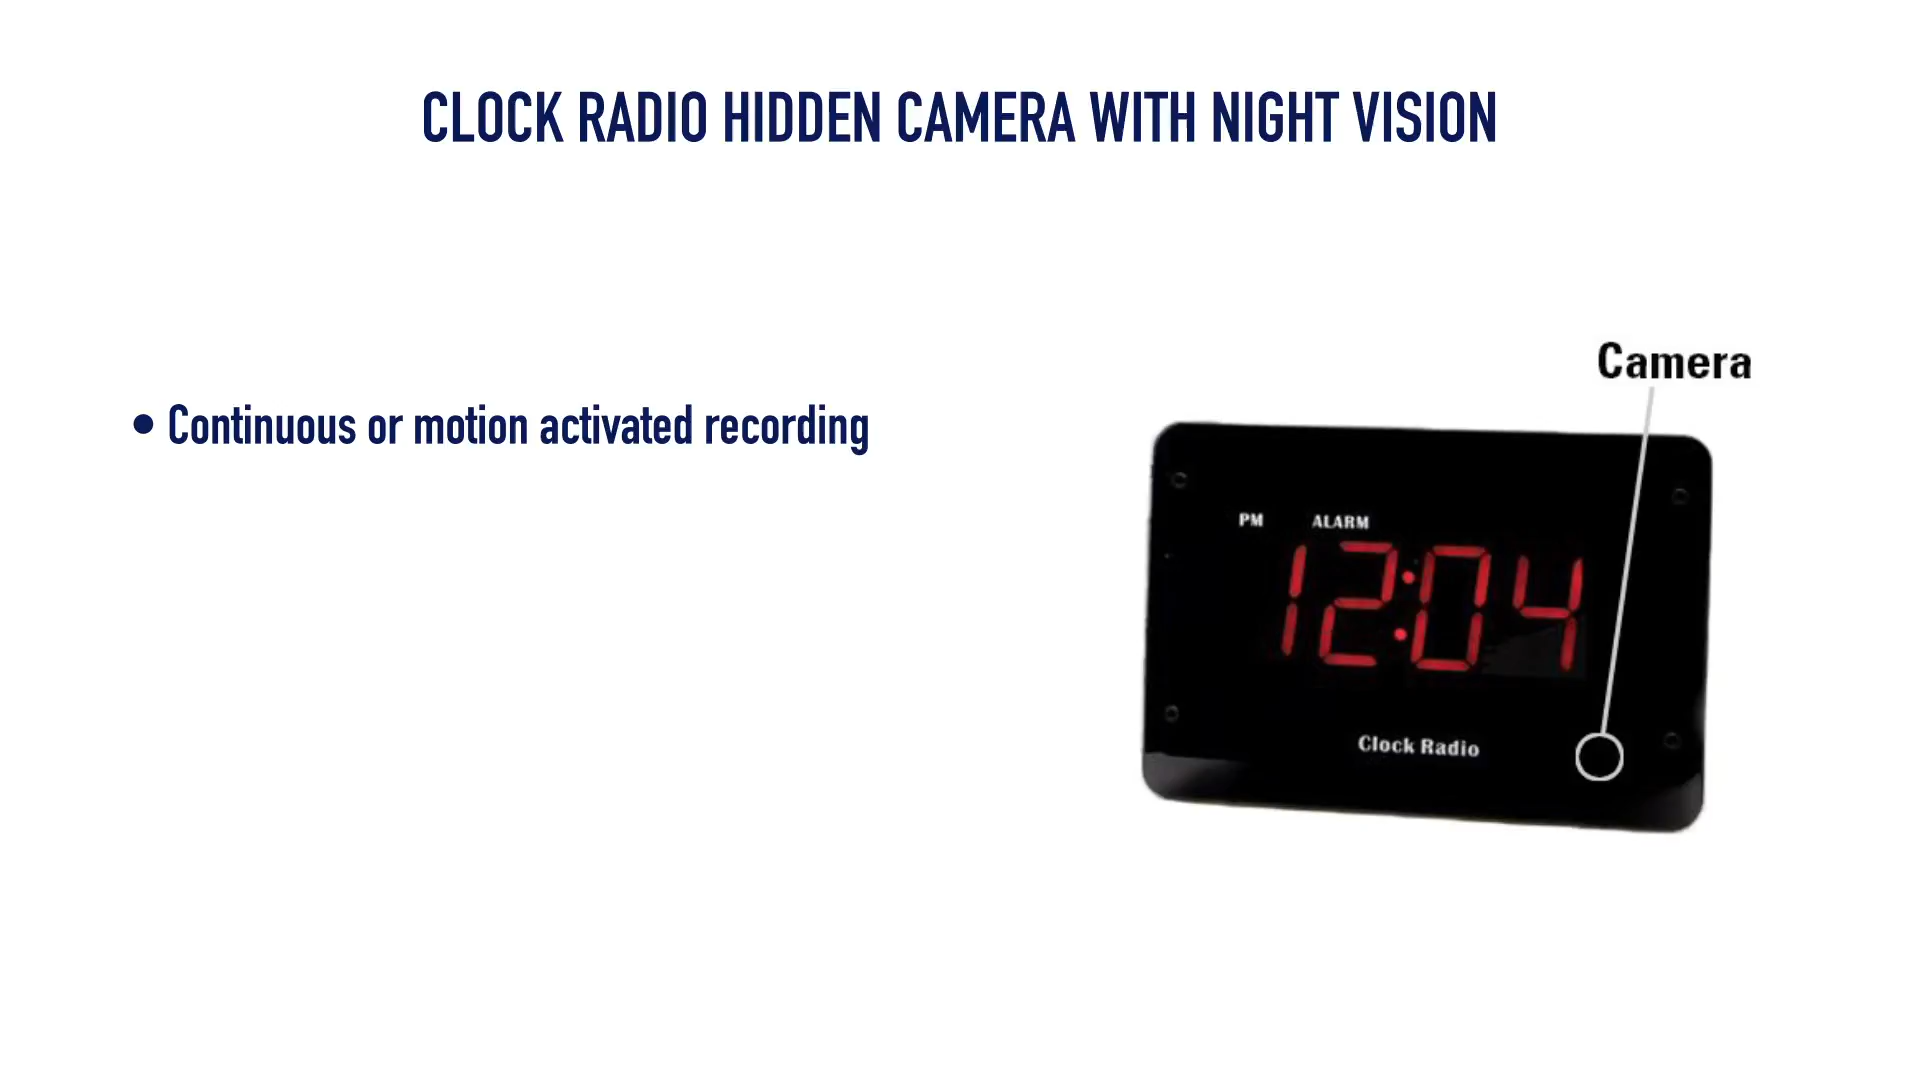 CLOCK RADIO HIDDEN CAMERA WITH NIGHT VISION
• Continuous or motion activated recording
Camera
PM ALARM
12:04
Clock Radio